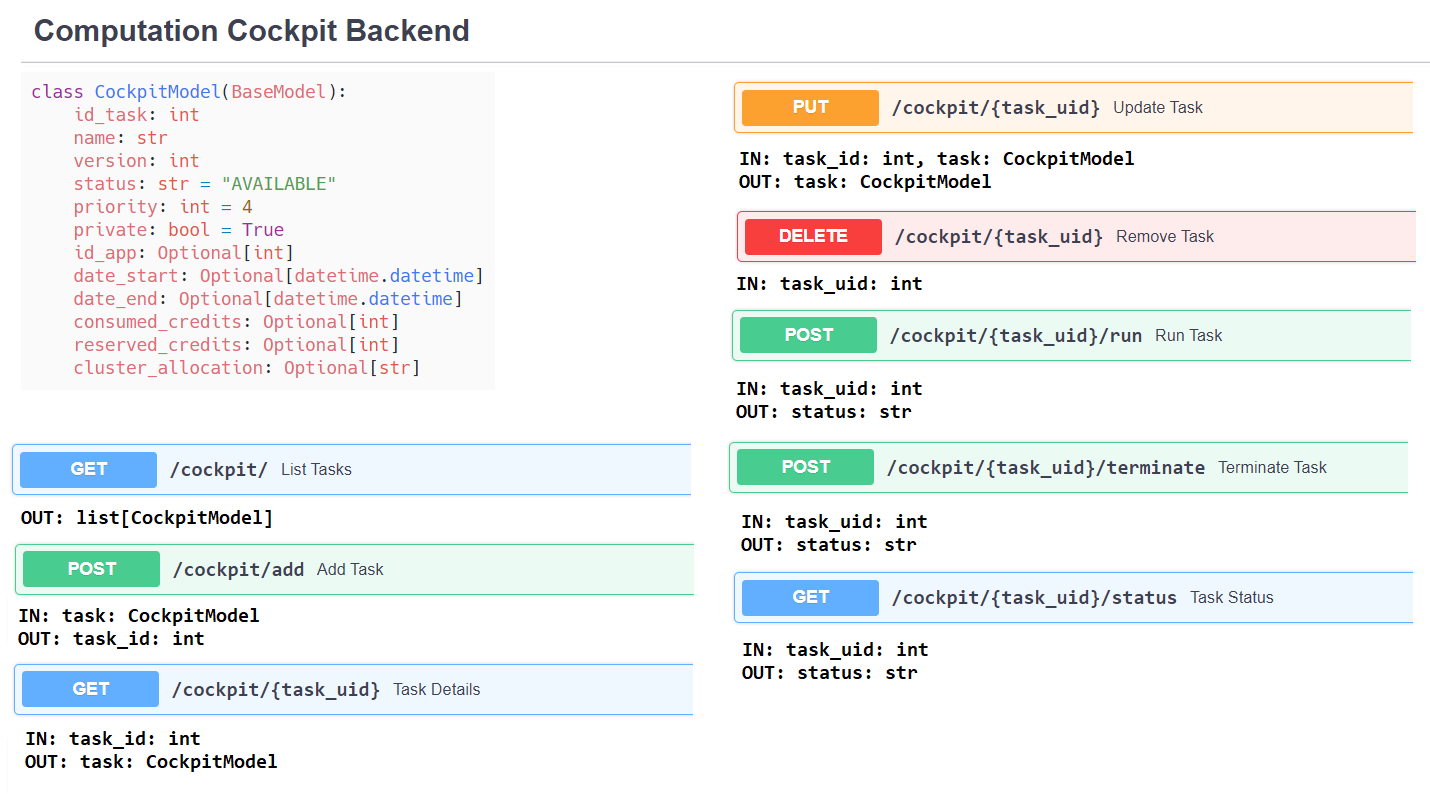 Computation Cockpit Backend
class CockpitModel(BaseModel):
    id_task: int
    name: str
    version: int
    status: str = "AVAILABLE"
    priority: int = 4
    private: bool = True
    id_app: Optional[int]
    date_start: Optional[datetime.datetime]
    date_end: Optional[datetime.datetime]
    consumed_credits: Optional[int]
    reserved_credits: Optional[int]
    cluster_allocation: Optional[str]
GET /cockpit/ List Tasks
OUT: list[CockpitModel]
POST /cockpit/add Add Task
IN: task: CockpitModel
OUT: task_id: int
GET /cockpit/{task_uid} Task Details
IN: task_id: int
OUT: task: CockpitModel
PUT /cockpit/{task_uid} Update Task
IN: task_id: int, task: CockpitModel
OUT: task: CockpitModel
DELETE /cockpit/{task_uid} Remove Task
IN: task_uid: int
POST /cockpit/{task_uid}/run Run Task
IN: task_uid: int
OUT: status: str
POST /cockpit/{task_uid}/terminate Terminate Task
IN: task_uid: int
OUT: status: str
GET /cockpit/{task_uid}/status Task Status
IN: task_uid: int
OUT: status: str